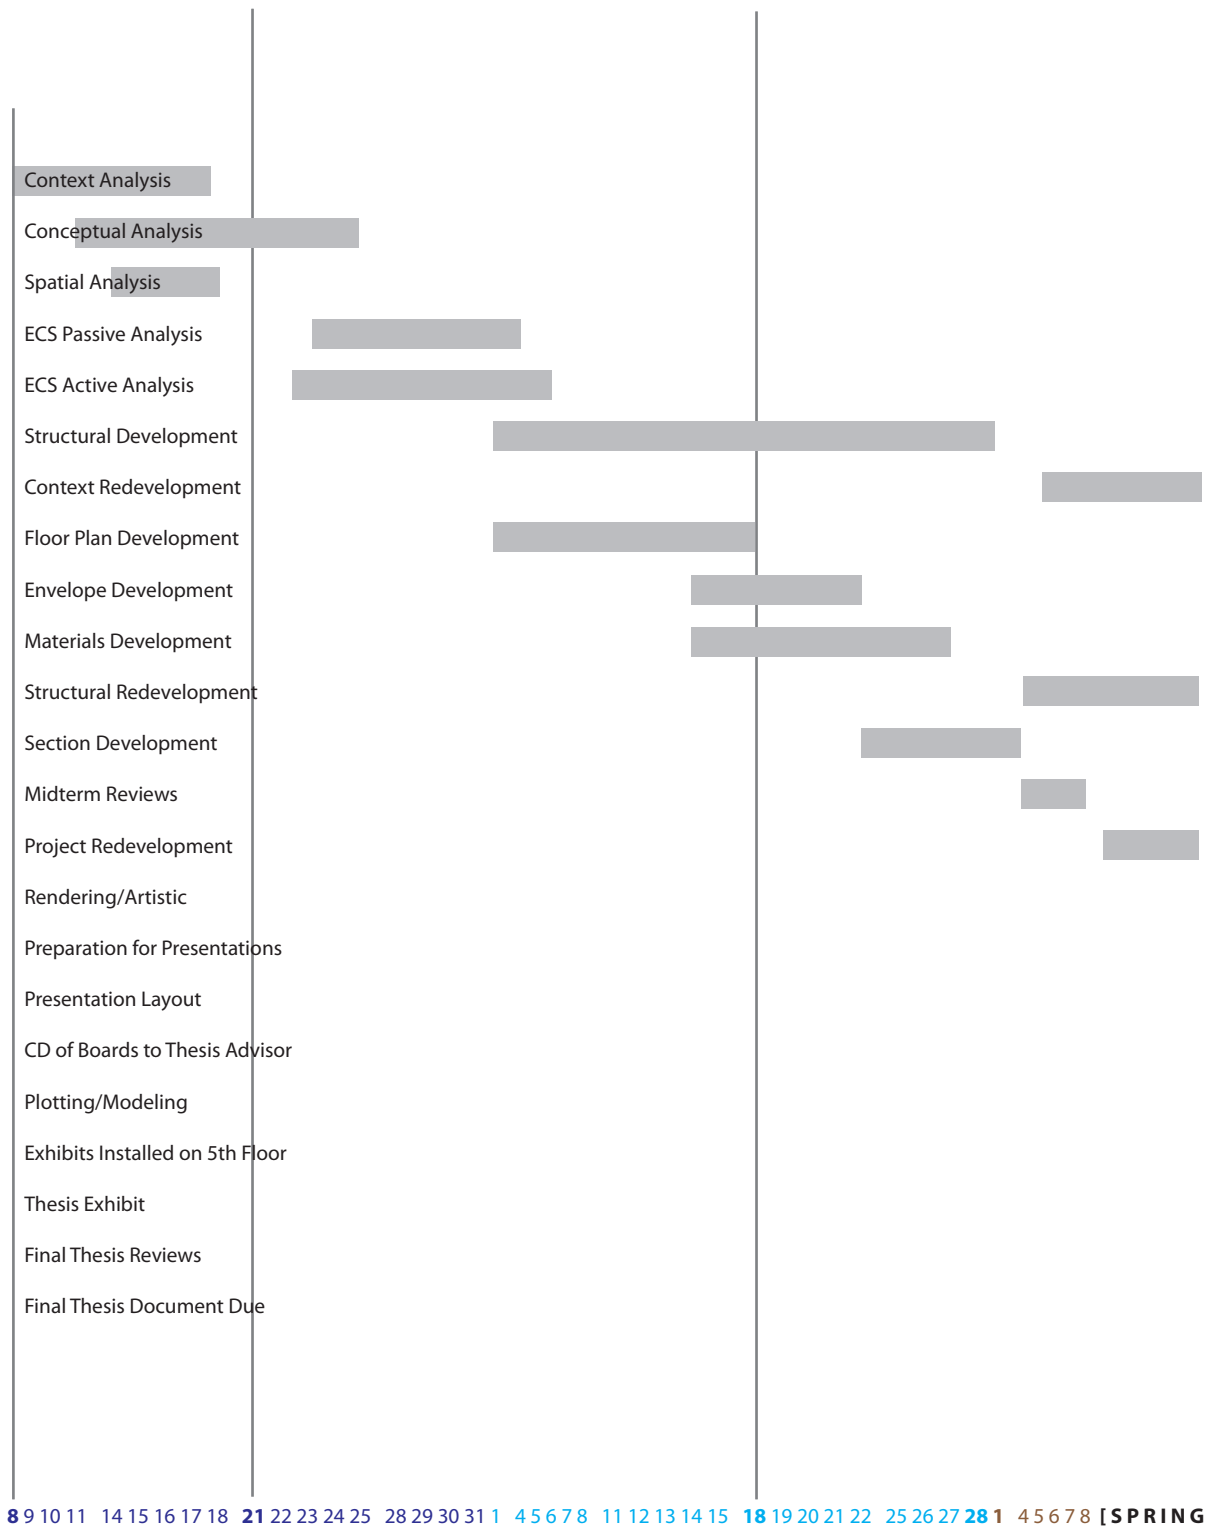 Context Analysis
Conceptual Analysis
Spatial Analysis
ECS Passive Analysis
ECS Active Analysis
Structural Development
Context Redevelopment
Floor Plan Development
Envelope Development
Materials Development
Structural Redevelopment
Section Development
Midterm Reviews
Project Redevelopment
Rendering/Artistic
Preparation for Presentations
Presentation Layout
CD of Boards to Thesis Advisor
Plotting/Modeling
Exhibits Installed on 5th Floor
Thesis Exhibit
Final Thesis Reviews
Final Thesis Document Due
8 9 10 11 14 15 16 17 18 21 22 23 24 25 28 29 30 31 1 4 5 6 7 8 11 12 13 14 15 18 19 20 21 22 25 26 27 28 1 4 5 6 7 8 [SPRING